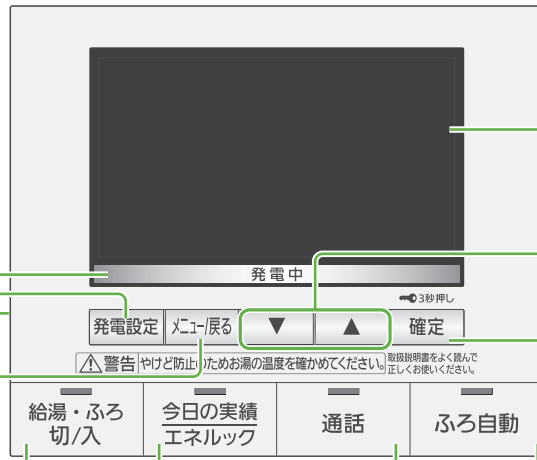 発電中
3秒押し
発電設定 メニュー/戻る ▼ ▲ 確定
警告 やけど防止のためお湯の温度を確かめてください。 取扱説明書をよく読んで
正しくお使いください。
給湯・ふろ
切/入
今日の実績
エネルック
通話
ふろ自動